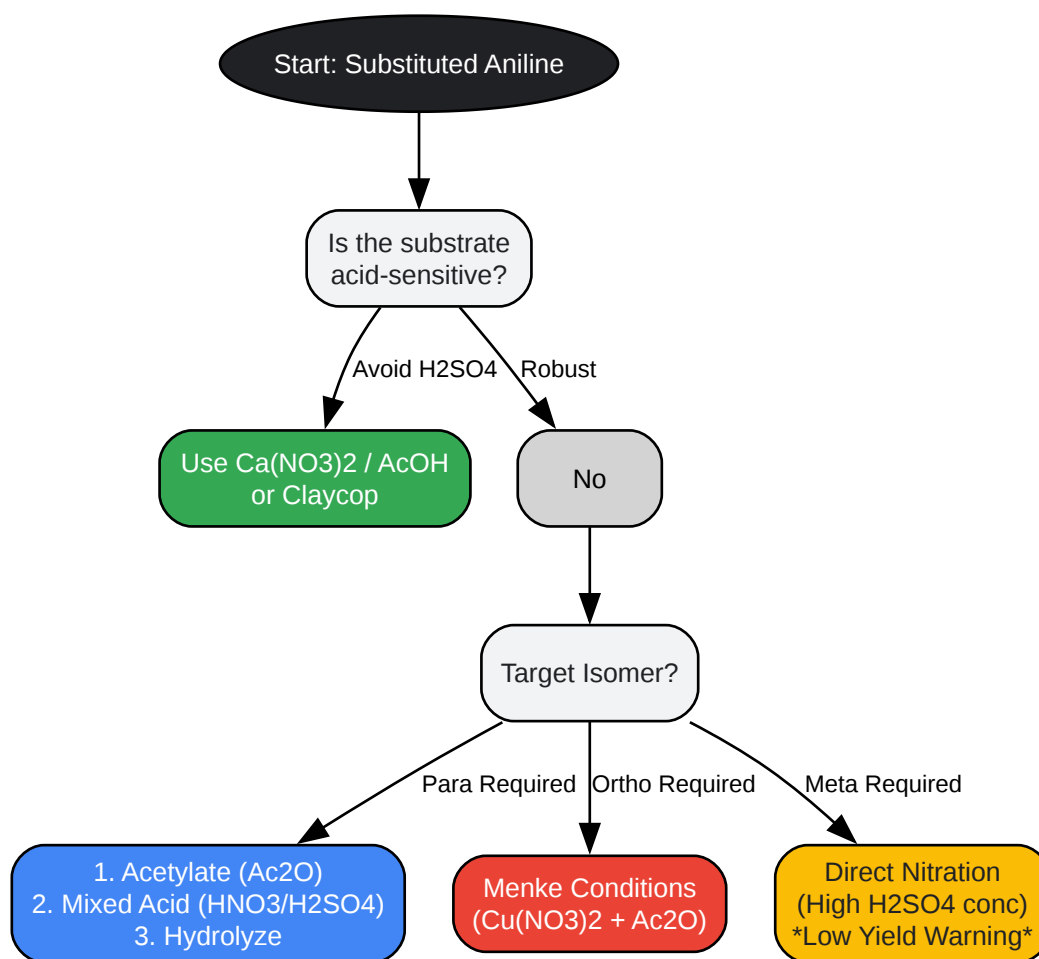 Start: Substituted Aniline
Is the substrate
acid-sensitive?
Avoid H2SO4
Robust
Use Ca(NO3)2 / AcOH
or Claycop
No
Target Isomer?
Para Required
Ortho Required
Meta Required
1. Acetylate (Ac2O)
2. Mixed Acid (HNO3/H2SO4)
3. Hydrolyze
Menke Conditions
(Cu(NO3)2 + Ac2O)
Direct Nitration
(High H2SO4 conc)
*Low Yield Warning*